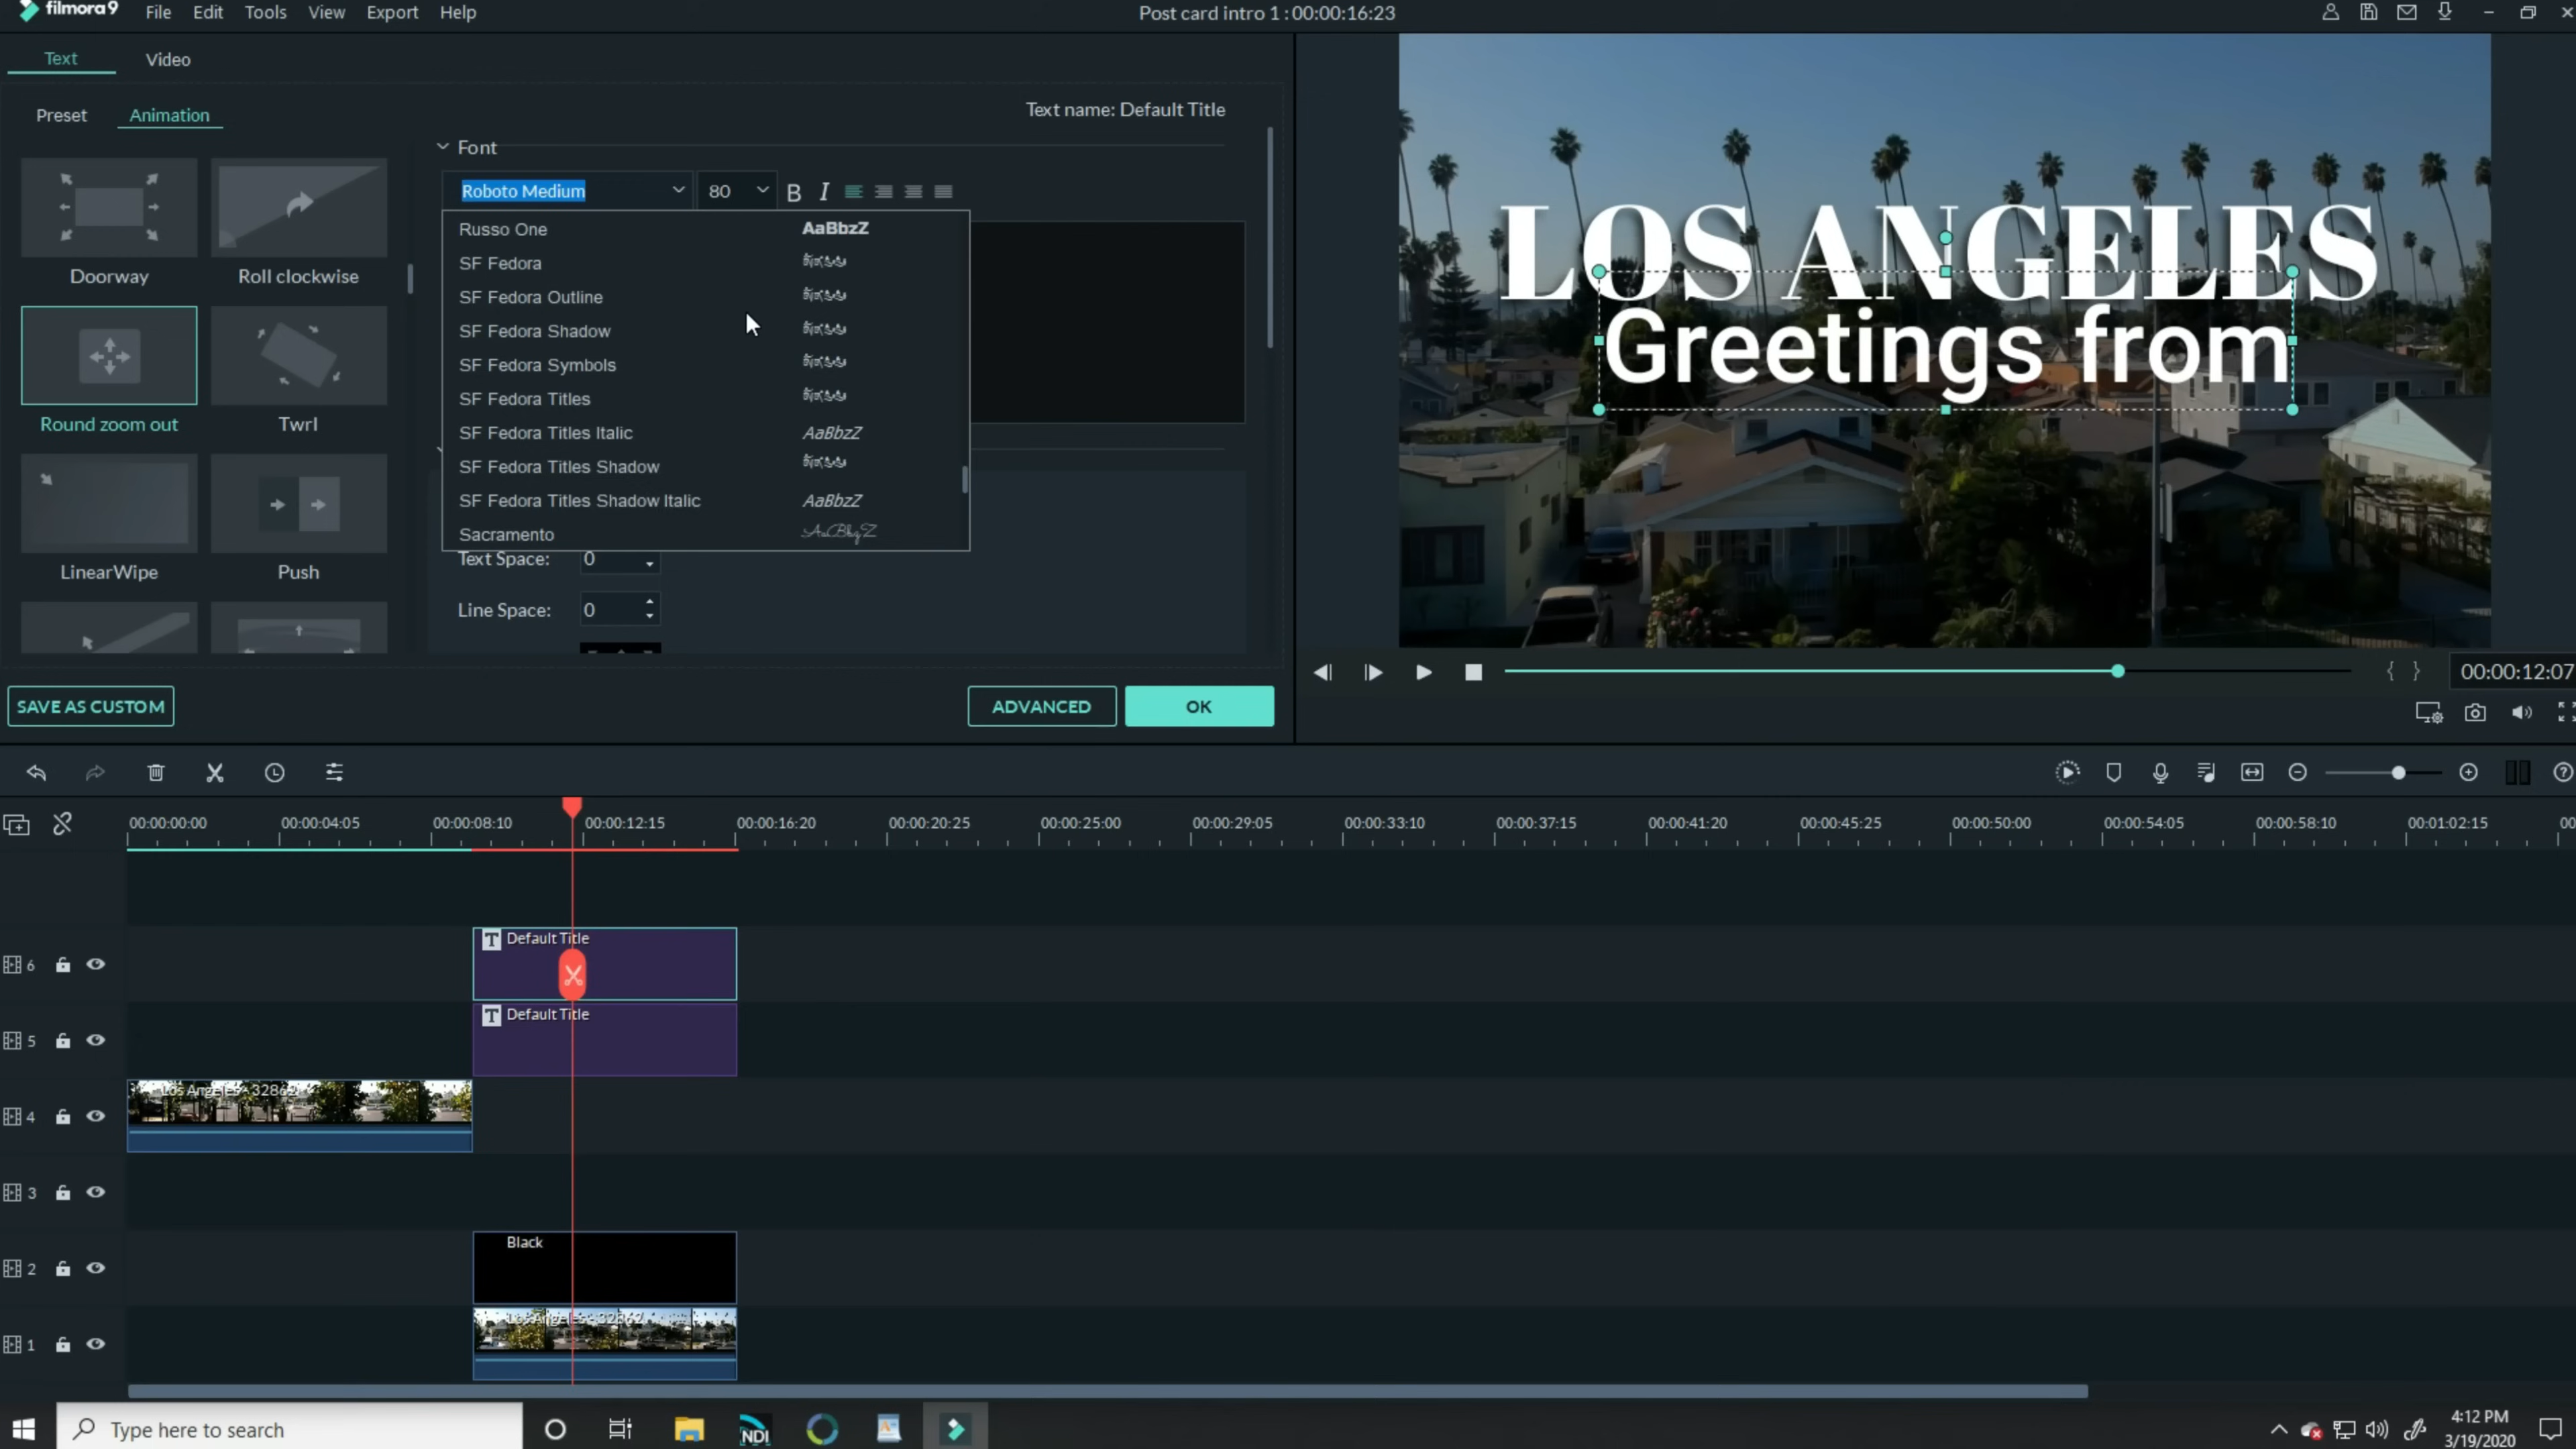 filmora9 File Edit Tools View Export Help
Post card intro 1 : 00:00:16:23
Text Video
Preset Animation
Text name: Default Title
Font
Roboto Medium 80 B I
Russo One AaBbzZ
SF Fedora
SF Fedora Outline
SF Fedora Shadow
SF Fedora Symbols
SF Fedora Titles
SF Fedora Titles Italic AaBbzZ
SF Fedora Titles Shadow
SF Fedora Titles Shadow Italic AaBbzZ
Sacramento AaBbzZ
Text Space: 0
Line Space: 0
Doorway Roll clockwise
Round zoom out Twrl
LinearWipe Push
SAVE AS CUSTOM ADVANCED OK
LOS ANGELES
Greetings from
{ } 00:00:12:07
00:00:00:00 00:00:04:05 00:00:08:10 00:00:12:15 00:00:16:20 00:00:20:25 00:00:25:00 00:00:29:05 00:00:33:10 00:00:37:15 00:00:41:20 00:00:45:25 00:00:50:00 00:00:54:05 00:00:58:10 00:01:02:15 00
6 T Default Title
5 T Default Title
4 Los Angeles - 32862
3
2 Black
1 Los Angeles - 32862
Type here to search
NDI
4:12 PM
3/19/2020